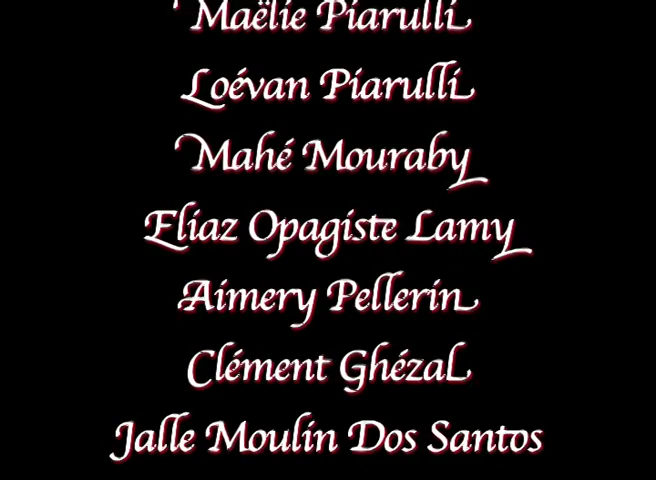 Maëlie Piarulli
Loévan Piarulli
Mahé Mouraby
Eliaz Opagiste Lamy
Aimery Pellerin
Clément Ghézal
Jalle Moulin Dos Santos